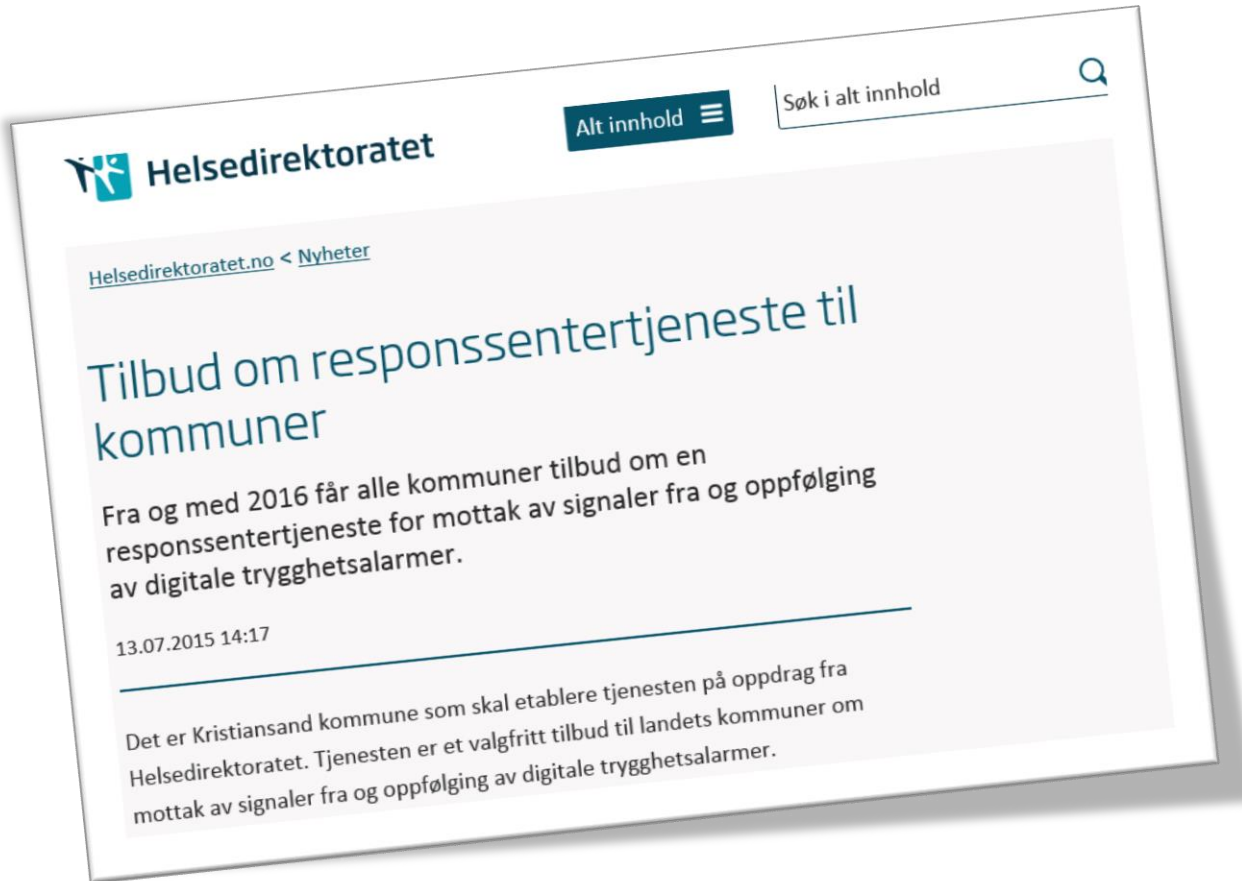 Helsedirektoratet
Alt innhold
Søk i alt innhold
Helsedirektoratet.no < Nyheter
Tilbud om responssentertjeneste til
kommuner
Fra og med 2016 får alle kommuner tilbud om en
responssentertjeneste for mottak av signaler fra og oppfølging
av digitale trygghetsalarmer.
13.07.2015 14:17
Det er Kristiansand kommune som skal etablere tjenesten på oppdrag fra
Helsedirektoratet. Tjenesten er et valgfritt tilbud til landets kommuner om
mottak av signaler fra og oppfølging av digitale trygghetsalarmer.